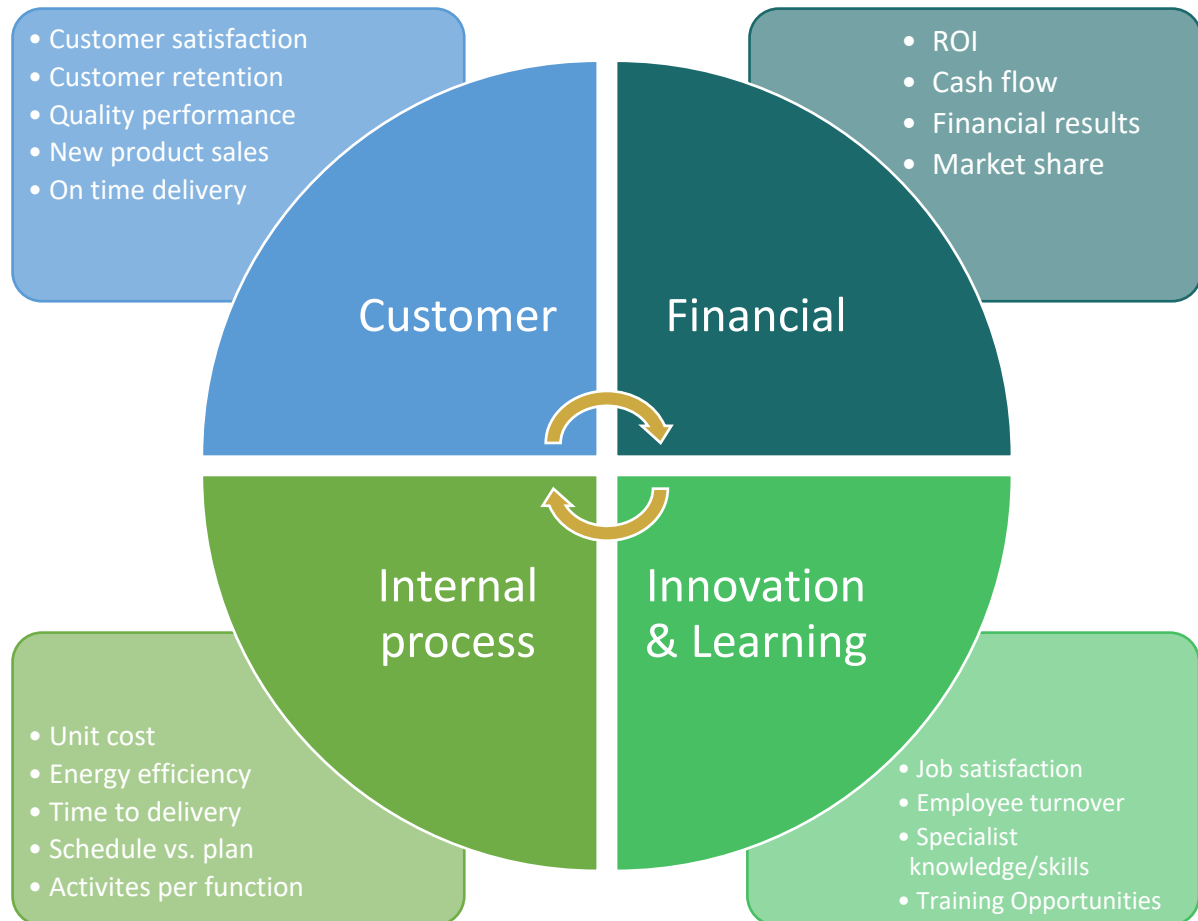 • Customer satisfaction
• Customer retention
• Quality performance
• New product sales
• On time delivery
• ROI
• Cash flow
• Financial results
• Market share
Customer
Financial
Internal
process
Innovation
& Learning
• Unit cost
• Energy efficiency
• Time to delivery
• Schedule vs. plan
• Activites per function
• Job satisfaction
• Employee turnover
• Specialist
knowledge/skills
• Training Opportunities